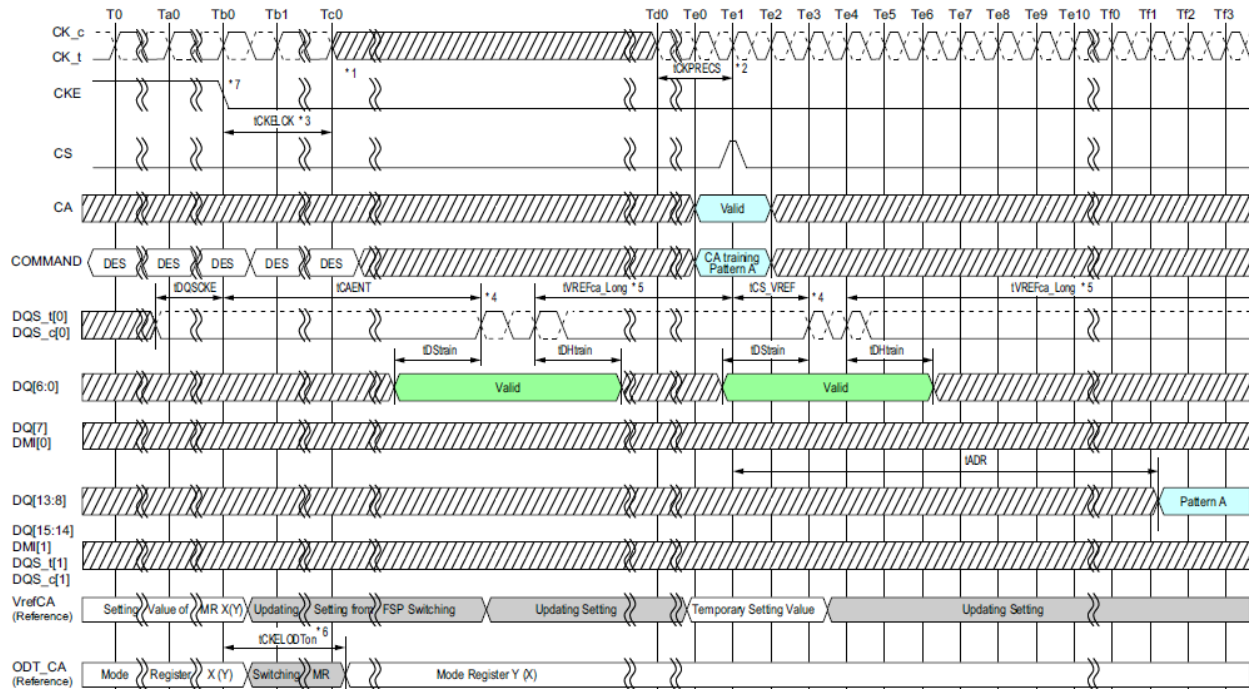 T0 Ta0 Tb0 Tb1 Tc0 Td0 Te0 Te1 Te2 Te3 Te4 Te5 Te6 Te7 Te8 Te9 Te10 Tf0 Tf1 Tf2 Tf3
CK_c
CK_t
*1
tCKPRECS *2
CKE
*7
tCKELCK *3
CS
CA
Valid
COMMAND
DES DES DES DES DES
CA training
Pattern A
tDQSCKE tCAENT *4 tVREFca_Long *5 tCS_VREF *4 tVREFca_Long *5
DQS_t[0]
DQS_c[0]
tDStrain tDHtrain tDStrain tDHtrain
DQ[6:0]
Valid Valid
DQ[7]
DMI[0]
tADR
DQ[13:8]
Pattern A
DQ[15:14]
DMI[1]
DQS_t[1]
DQS_c[1]
VrefCA
(Reference)
Setting Value of MR X(Y) Updating Setting from FSP Switching Updating Setting Temporary Setting Value Updating Setting
tCKELODTon *6
ODT_CA
(Reference)
Mode Register X (Y) Switching MR Mode Register Y (X)